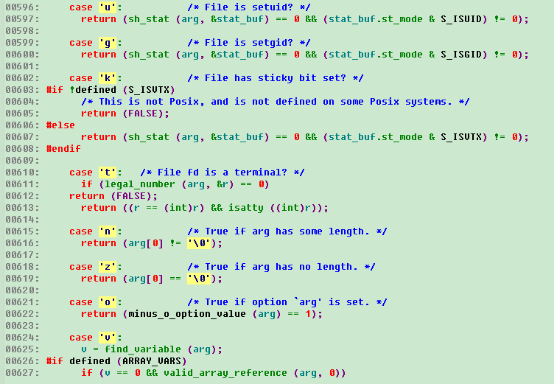 00596:     case 'u':          /* File is setuid? */
00597:       return (sh_stat (arg, &stat_buf) == 0 && (stat_buf.st_mode & S_ISUID) != 0);
00598:
00599:     case 'g':          /* File is setgid? */
00600:       return (sh_stat (arg, &stat_buf) == 0 && (stat_buf.st_mode & S_ISGID) != 0);
00601:
00602:     case 'k':          /* File has sticky bit set? */
00603: #if !defined (S_ISVTX)
00604:       /* This is not Posix, and is not defined on some Posix systems. */
00605:       return (FALSE);
00606: #else
00607:       return (sh_stat (arg, &stat_buf) == 0 && (stat_buf.st_mode & S_ISVTX) != 0);
00608: #endif
00609:
00610:     case 't':   /* File fd is a terminal? */
00611:       if (legal_number (arg, &r) == 0)
00612:     return (FALSE);
00613:       return ((r == (int)r) && isatty ((int)r));
00614:
00615:     case 'n':          /* True if arg has some length. */
00616:       return (arg[0] != '\0');
00617:
00618:     case 'z':          /* True if arg has no length. */
00619:       return (arg[0] == '\0');
00620:
00621:     case 'o':          /* True if option `arg' is set. */
00622:       return (minus_o_option_value (arg) == 1);
00623:
00624:     case 'v':
00625:       v = find_variable (arg);
00626: #if defined (ARRAY_VARS)
00627:       if (v == 0 && valid_array_reference (arg, 0))